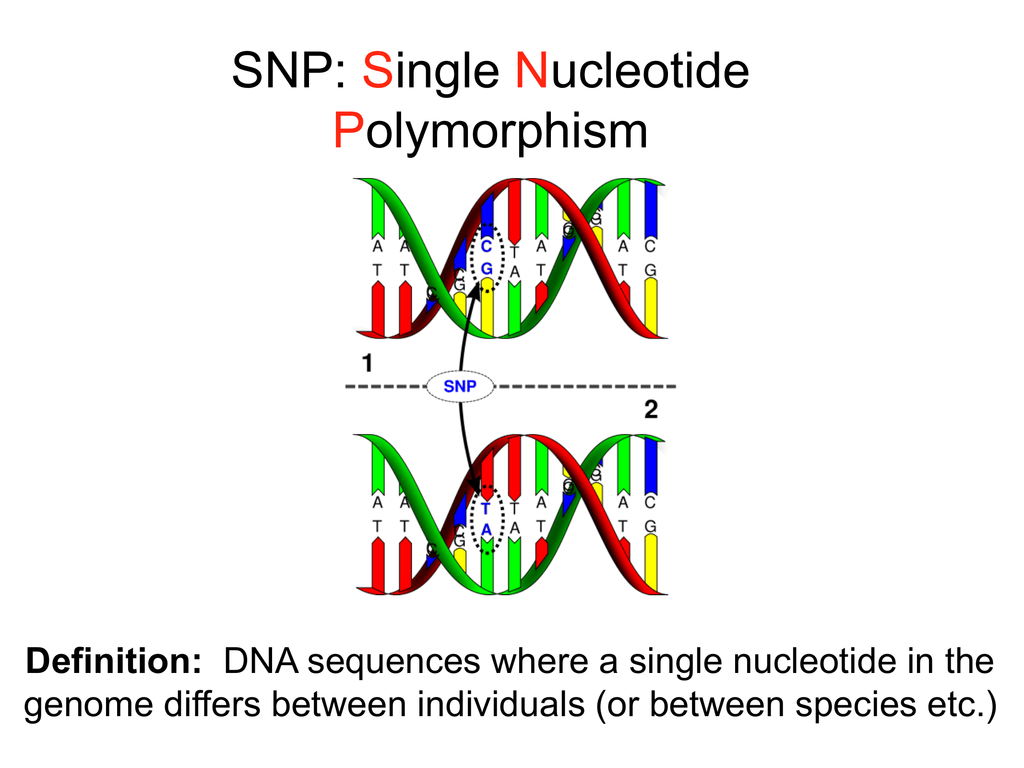 SNP: Single Nucleotide
Polymorphism
A A C C T A G G A C
T T G G A T T G
1
SNP
2
A A C T T A G G A C
T T G A A T T G
Definition: DNA sequences where a single nucleotide in the
genome differs between individuals (or between species etc.)